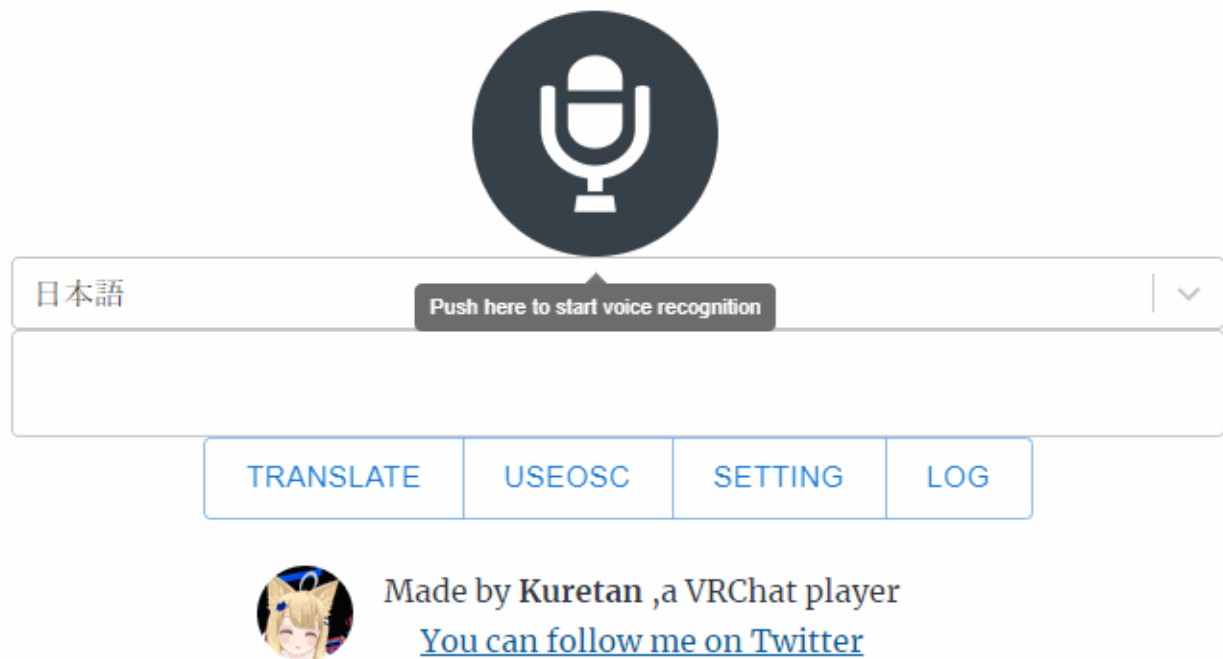 日本語
Push here to start voice recognition
TRANSLATE USEOSC SETTING LOG
Made by Kuretan ,a VRChat player
You can follow me on Twitter